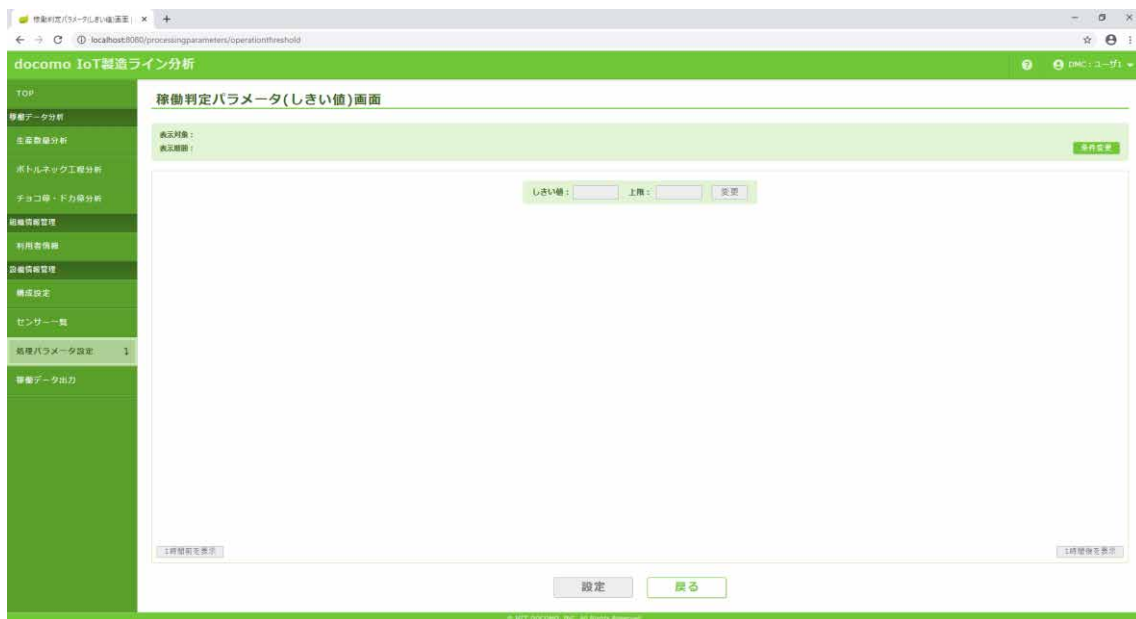 稼働判定パラメータ(しきい値)画面
localhost:8080/processingparameters/operationthreshold
docomo IoT製造ライン分析
DMC:ユーザ1
TOP
稼働データ分析
生産数量分析
ボトルネック工程分析
チョコ停・ドカ停分析
組織情報管理
利用者情報
設備情報管理
構成設定
センサー一覧
処理パラメータ設定
稼働データ出力
稼働判定パラメータ(しきい値)画面
表示対象:
表示期間:
条件変更
しきい値: 上限: 変更
1時間前を表示
1時間後を表示
設定 戻る
© NTT DOCOMO, INC. All Rights Reserved.